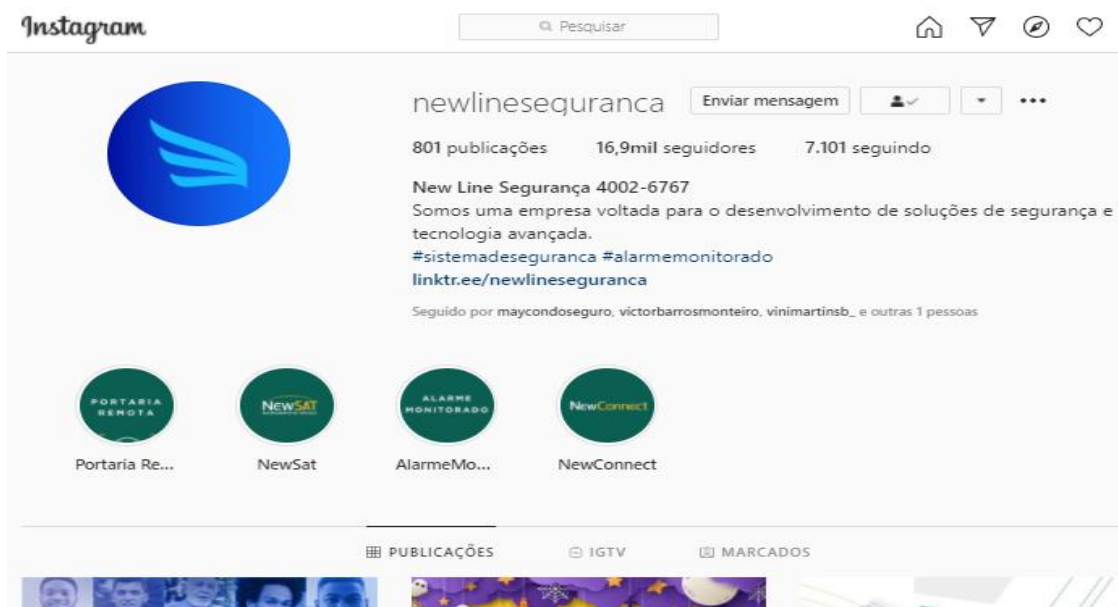 Instagram
Pesquisar
newlineseguranca
Enviar mensagem
801 publicações 16,9mil seguidores 7.101 seguindo
New Line Segurança 4002-6767
Somos uma empresa voltada para o desenvolvimento de soluções de segurança e
tecnologia avançada.
#sistemadeseguranca #alarmemonitorado
linktr.ee/newlineseguranca
Seguido por maycondoseguro, victorbarrosmonteiro, vinimartinsb_ e outras 1 pessoas
PORTARIA
REMOTA
NewSAT
ALARME
MONITORADO
NewConnect
Portaria Re... NewSat AlarmeMo... NewConnect
PUBLICAÇÕES IGTV MARCADOS